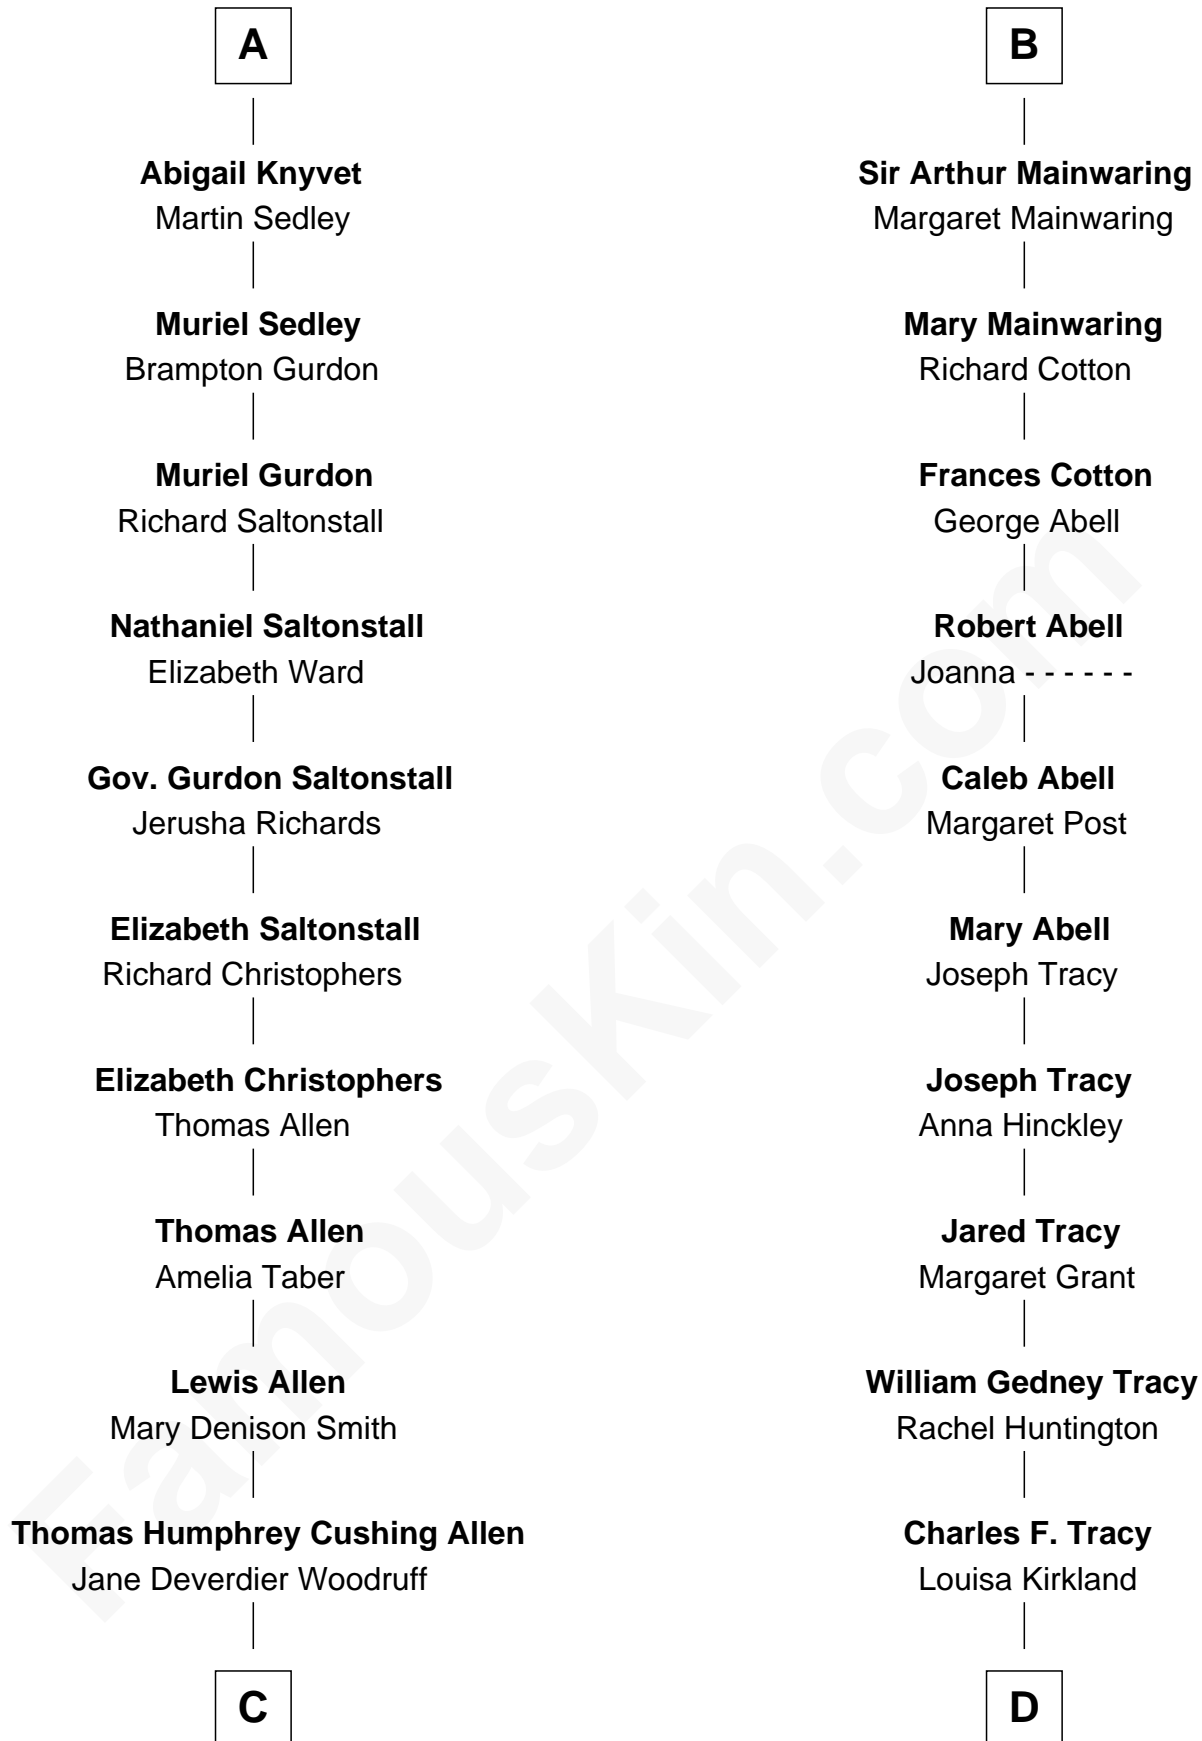 A
Abigail Knyvet
Martin Sedley
Muriel Sedley
Brampton Gurdon
Muriel Gurdon
Richard Saltonstall
Nathaniel Saltonstall
Elizabeth Ward
Gov. Gurdon Saltonstall
Jerusha Richards
Elizabeth Saltonstall
Richard Christophers
Elizabeth Christophers
Thomas Allen
Thomas Allen
Amelia Taber
Lewis Allen
Mary Denison Smith
Thomas Humphrey Cushing Allen
Jane Deverdier Woodruff
C
B
Sir Arthur Mainwaring
Margaret Mainwaring
Mary Mainwaring
Richard Cotton
Frances Cotton
George Abell
Robert Abell
Joanna - - - - - -
Caleb Abell
Margaret Post
Mary Abell
Joseph Tracy
Joseph Tracy
Anna Hinckley
Jared Tracy
Margaret Grant
William Gedney Tracy
Rachel Huntington
Charles F. Tracy
Louisa Kirkland
D
FamousKin.com